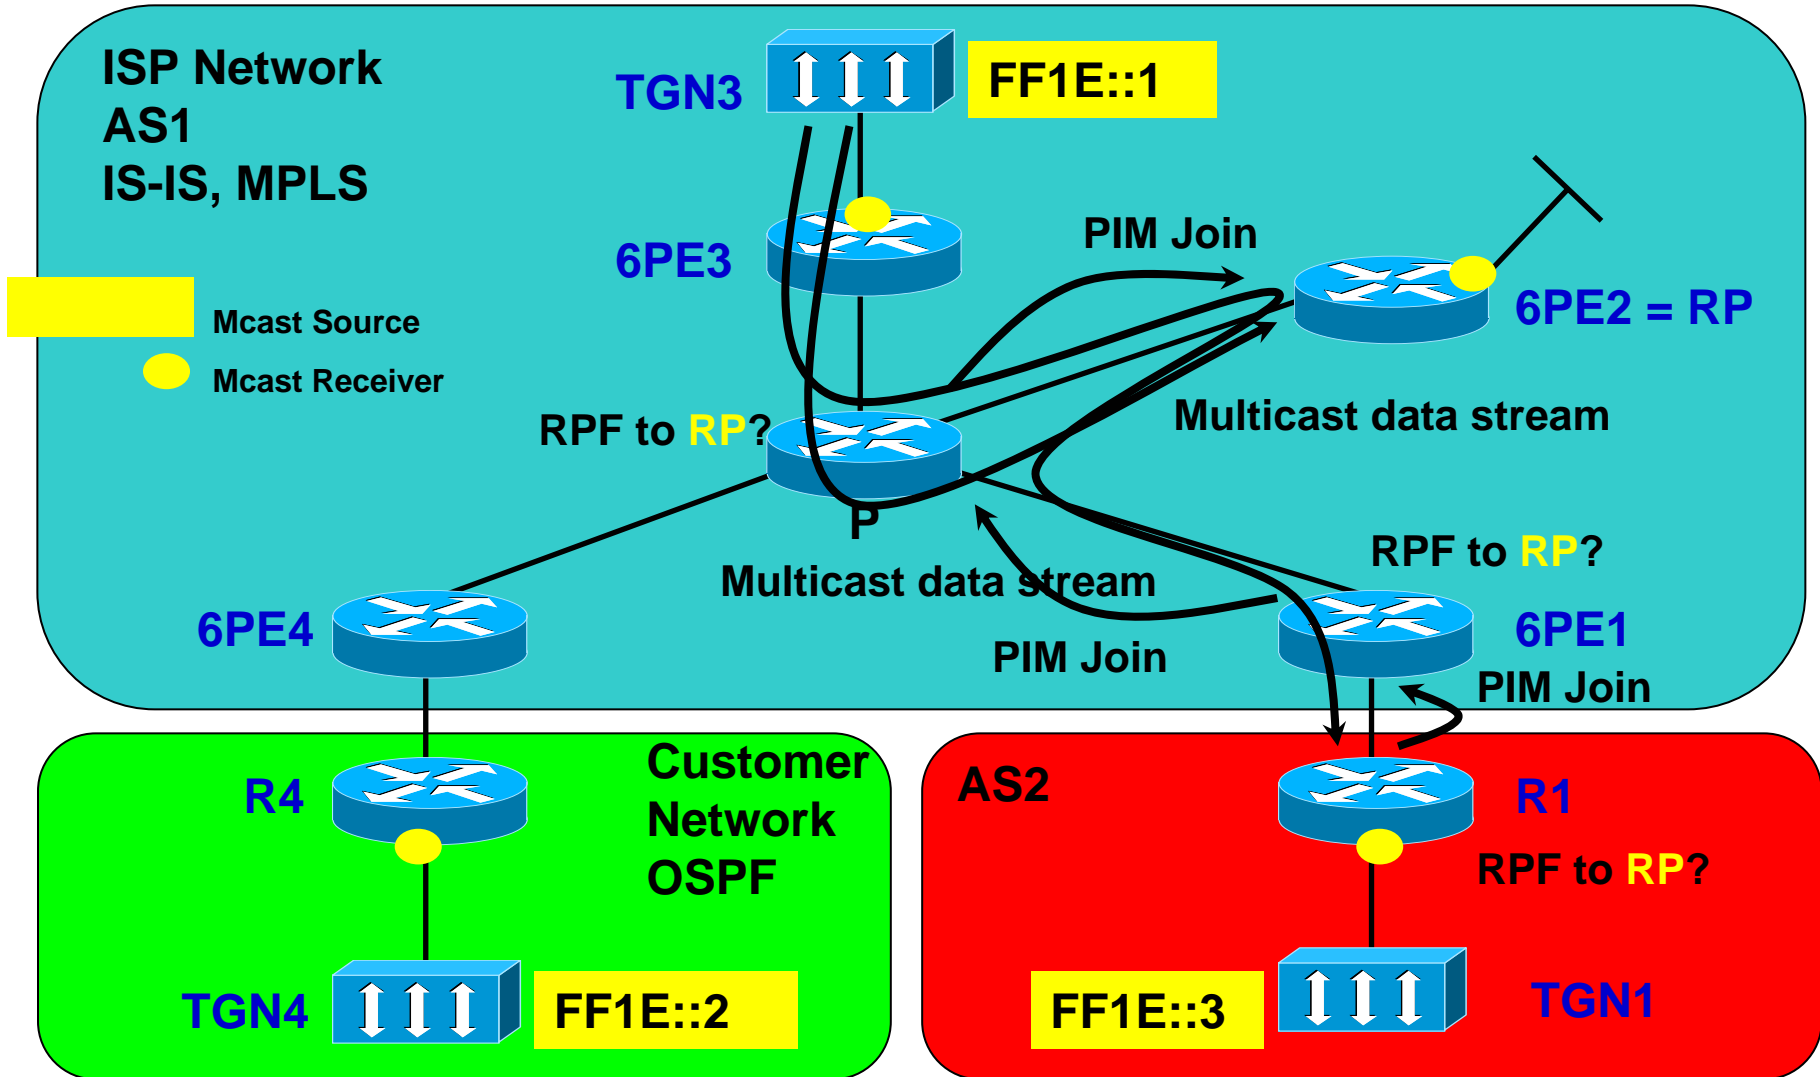 ISP Network
AS1
IS-IS, MPLS
TGN3
FF1E::1
6PE3
PIM Join
6PE2 = RP
Mcast Source
Mcast Receiver
RPF to RP?
Multicast data stream
P
RPF to RP?
Multicast data stream
6PE4
6PE1
PIM Join
PIM Join
Customer
Network
OSPF
R4
AS2
R1
RPF to RP?
TGN4
FF1E::2
FF1E::3
TGN1